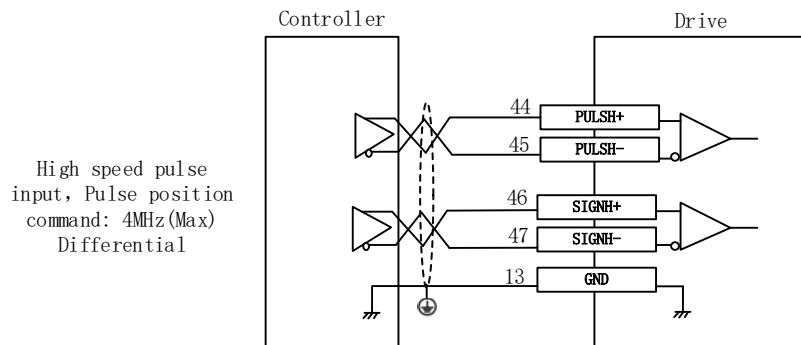 Controller
Drive
44
PULSH+
45
PULSH-
High speed pulse
input, Pulse position
command: 4MHz(Max)
Differential
46
SIGNH+
47
SIGNH-
13
GND